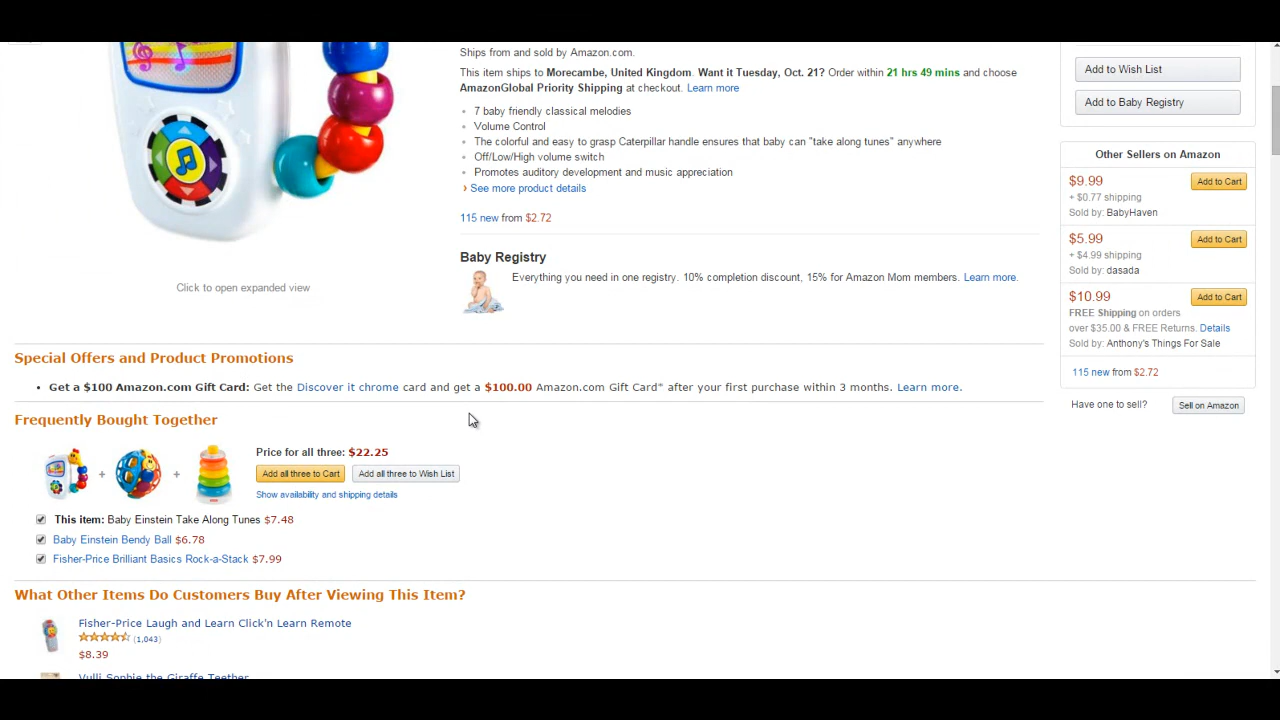 Ships from and sold by Amazon.com.
This item ships to Morecambe, United Kingdom. Want it Tuesday, Oct. 21? Order within 21 hrs 49 mins and choose
AmazonGlobal Priority Shipping at checkout. Learn more
• 7 baby friendly classical melodies
• Volume Control
• The colorful and easy to grasp Caterpillar handle ensures that baby can "take along tunes" anywhere
• Off/Low/High volume switch
• Promotes auditory development and music appreciation
› See more product details
115 new from $2.72
Baby Registry
Everything you need in one registry. 10% completion discount, 15% for Amazon Mom members. Learn more.
Click to open expanded view
Add to Wish List
Add to Baby Registry
Other Sellers on Amazon
$9.99 Add to Cart
+ $0.77 shipping
Sold by: BabyHaven
$5.99 Add to Cart
+ $4.99 shipping
Sold by: dasada
$10.99 Add to Cart
FREE Shipping on orders
over $35.00 & FREE Returns. Details
Sold by: Anthony's Things For Sale
115 new from $2.72
Have one to sell? Sell on Amazon
Special Offers and Product Promotions
• Get a $100 Amazon.com Gift Card: Get the Discover it chrome card and get a $100.00 Amazon.com Gift Card* after your first purchase within 3 months. Learn more.
Frequently Bought Together
+ +
Price for all three: $22.25
Add all three to Cart Add all three to Wish List
Show availability and shipping details
This item: Baby Einstein Take Along Tunes $7.48
Baby Einstein Bendy Ball $6.78
Fisher-Price Brilliant Basics Rock-a-Stack $7.99
What Other Items Do Customers Buy After Viewing This Item?
Fisher-Price Laugh and Learn Click'n Learn Remote
(1,043)
$8.39
Vulli Sophie the Giraffe Teether